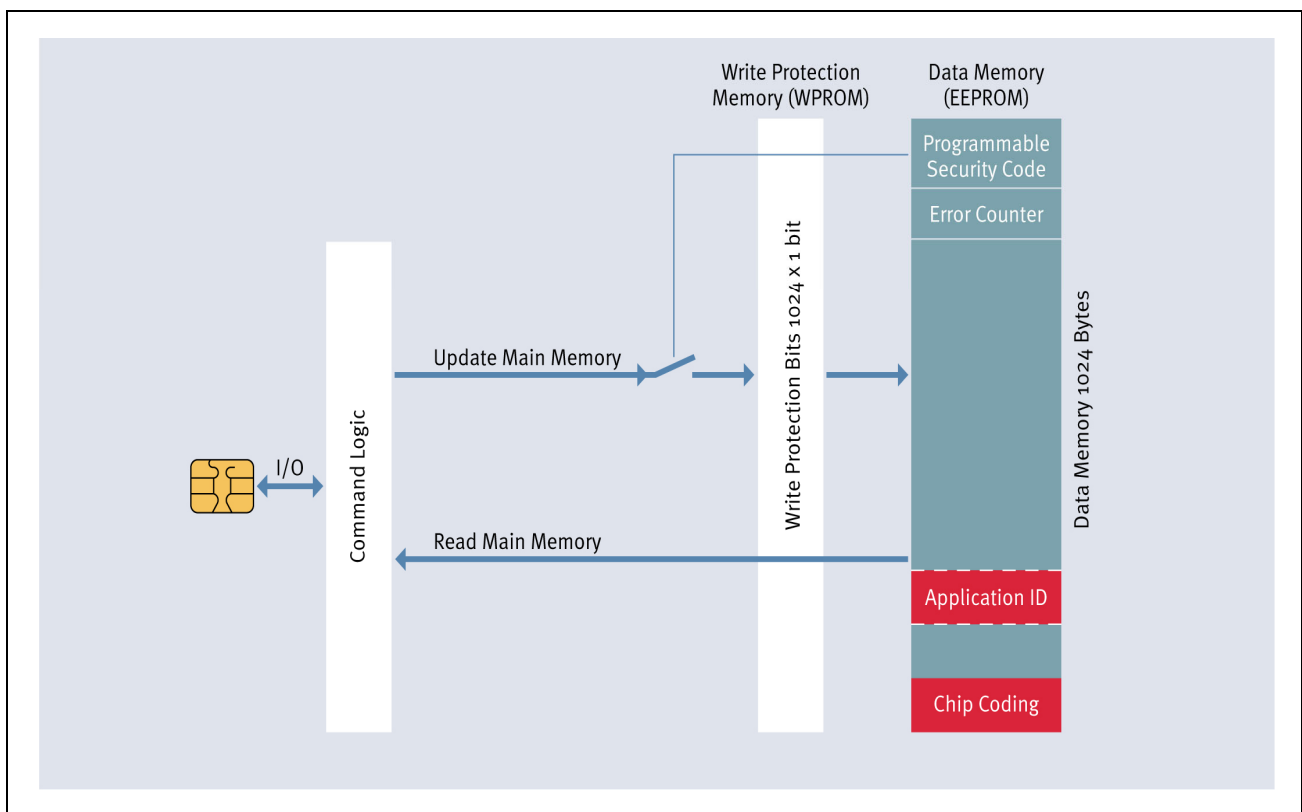 Write Protection
Memory (WPROM)
Data Memory
(EEPROM)
Programmable
Security Code
Error Counter
Write Protection Bits 1024 x 1 bit
Data Memory 1024 Bytes
Update Main Memory
Command Logic
I/O
Read Main Memory
Application ID
Chip Coding